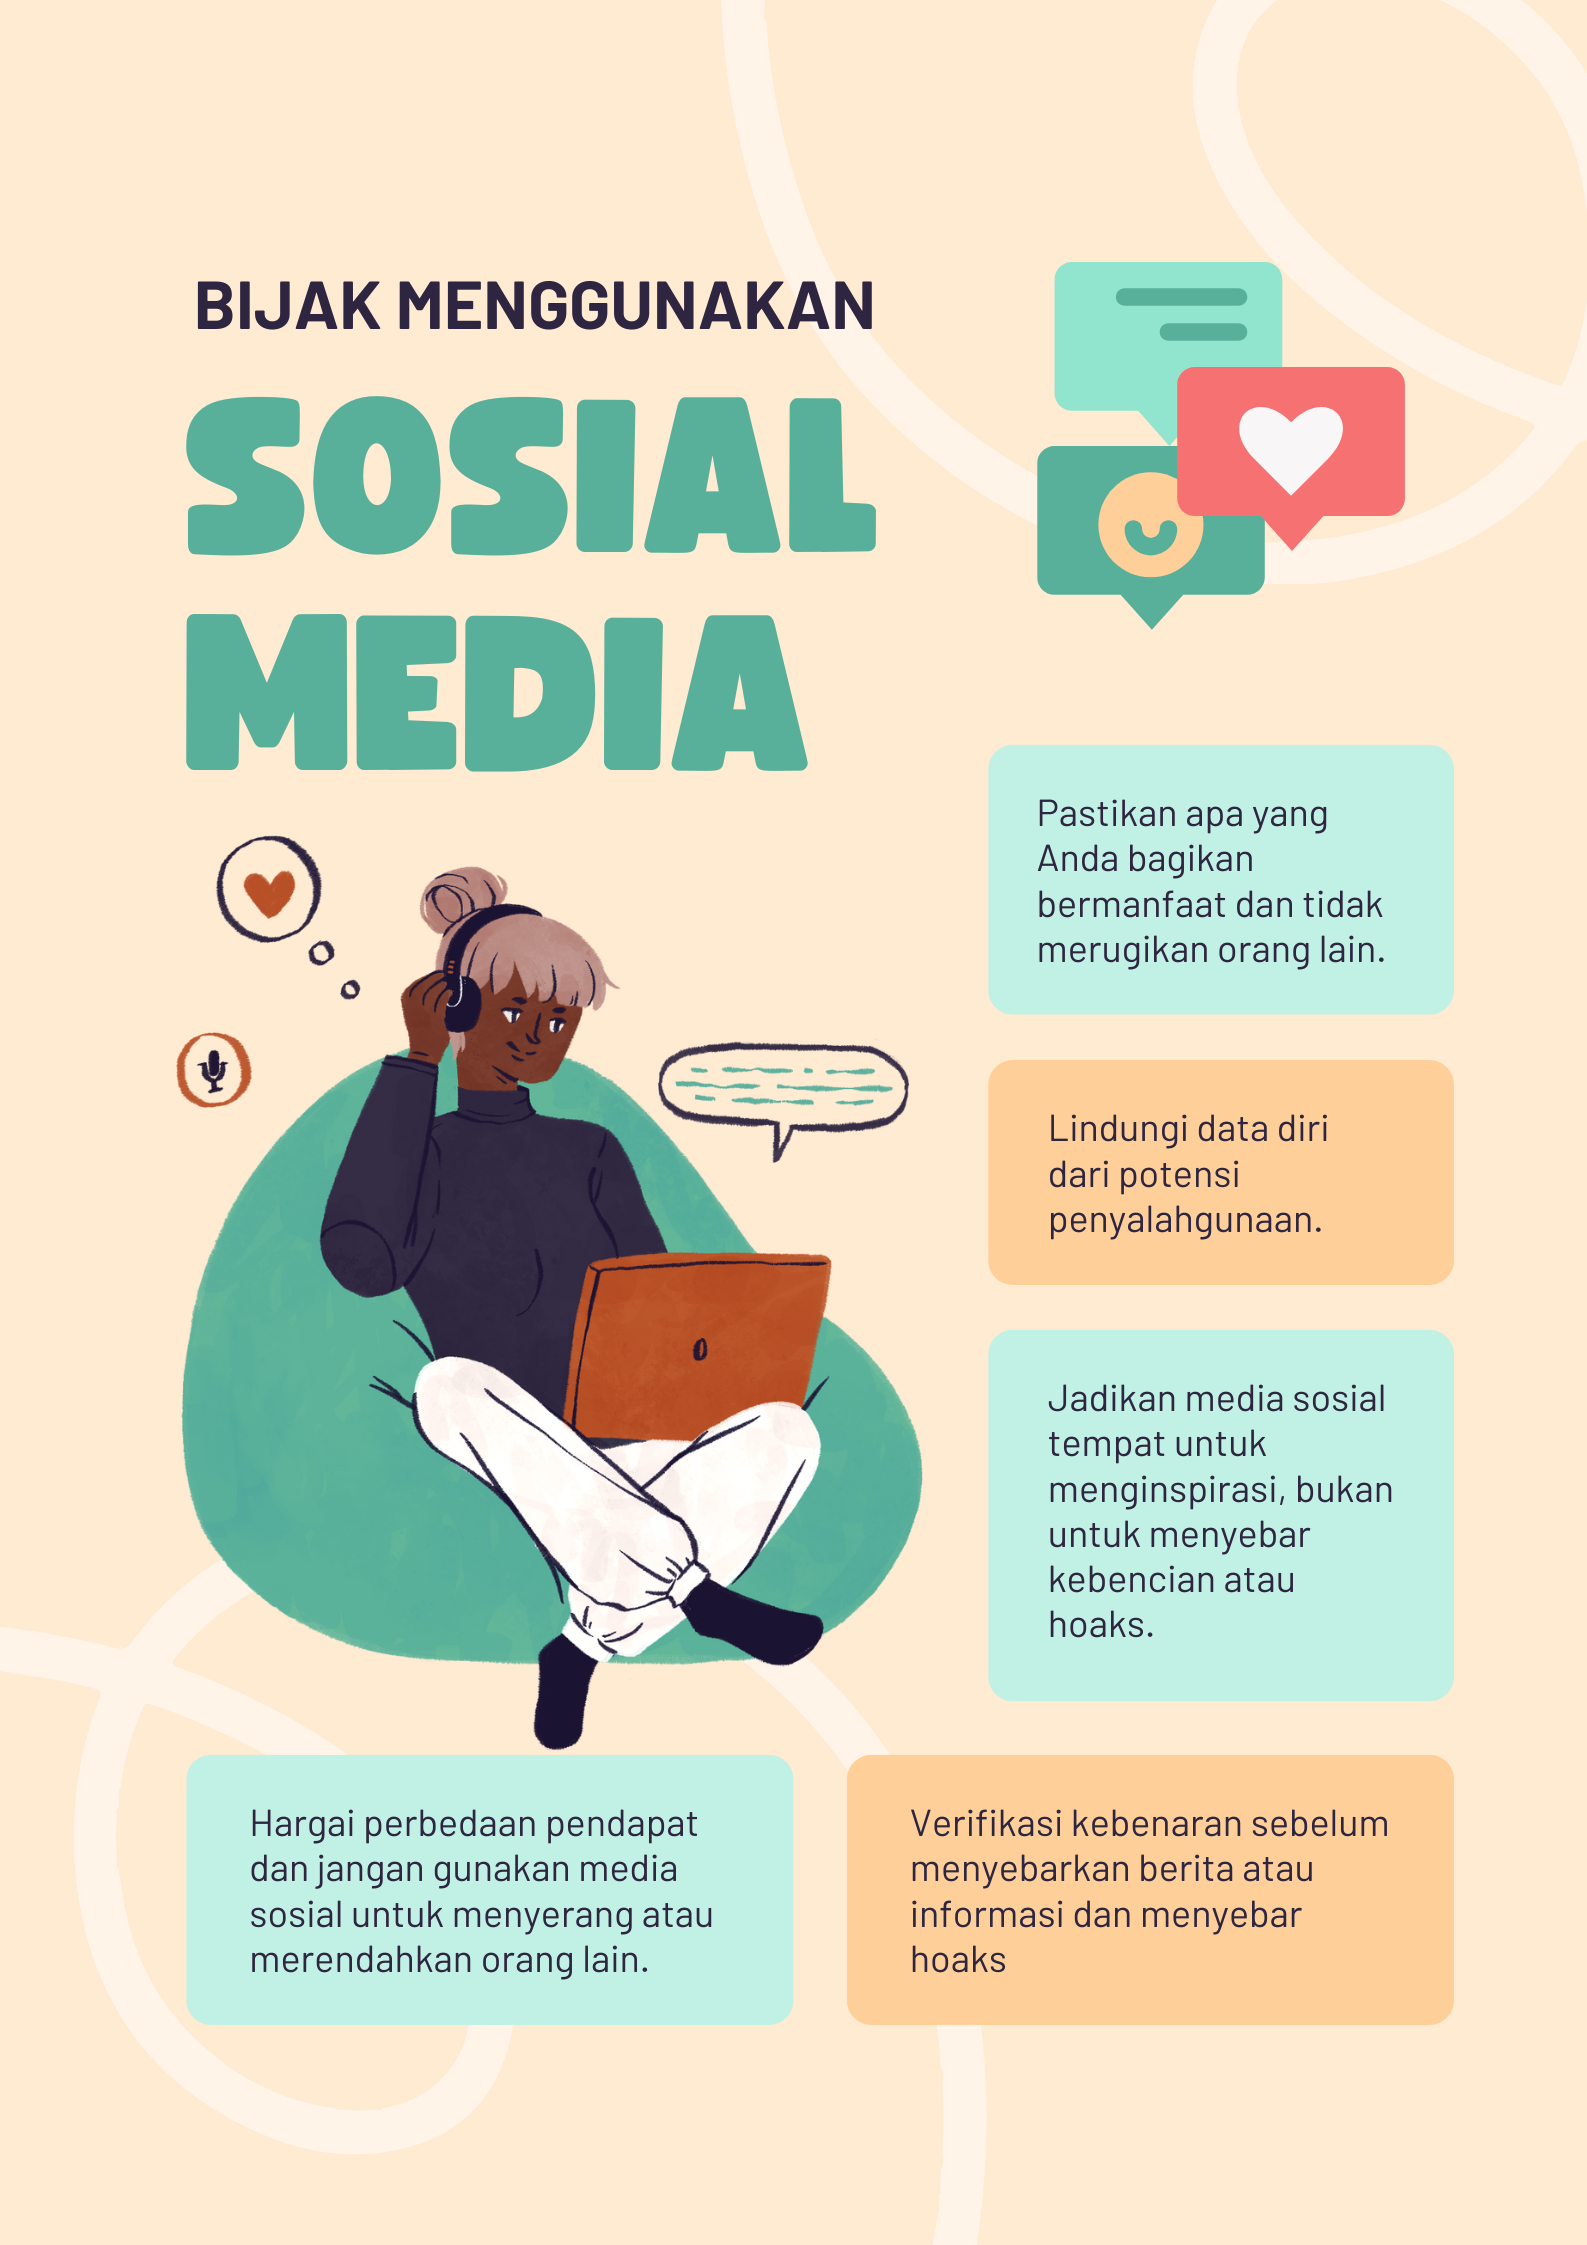 BIJAK MENGGUNAKAN
SOSIAL
MEDIA
Pastikan apa yang
Anda bagikan
bermanfaat dan tidak
merugikan orang lain.
Lindungi data diri
dari potensi
penyalahgunaan.
Jadikan media sosial
tempat untuk
menginspirasi, bukan
untuk menyebar
kebencian atau
hoaks.
Hargai perbedaan pendapat
dan jangan gunakan media
sosial untuk menyerang atau
merendahkan orang lain.
Verifikasi kebenaran sebelum
menyebarkan berita atau
informasi dan menyebar
hoaks